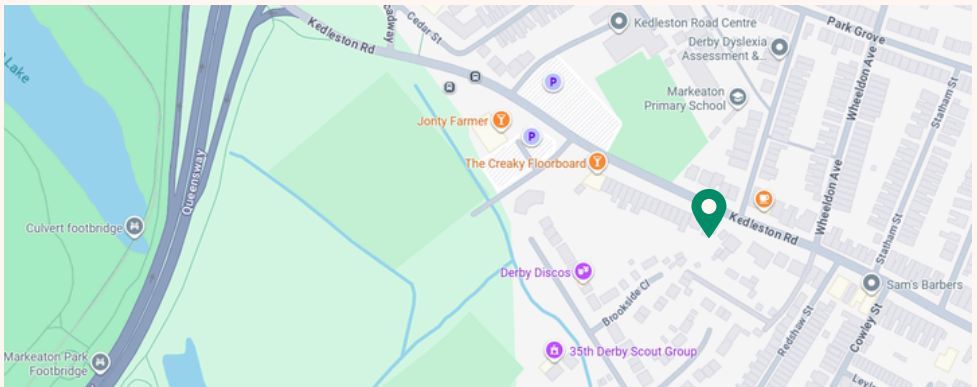 Lake
Queensway
Culvert footbridge
Markeaton Park
Footbridge
Kedleston Rd
Cedar St
Kedleston Road Centre
Derby Dyslexia
Assessment &...
Markeaton
Primary School
Park Grove
Wheeldon Ave
Statham St
Jonty Farmer
P
P
The Creaky Floorboard
Kedleston Rd
Wheeldon Ave
Statham St
Derby Discos
Brookside Cl
Sam's Barbers
Redshaw St
Cowley St
35th Derby Scout Group